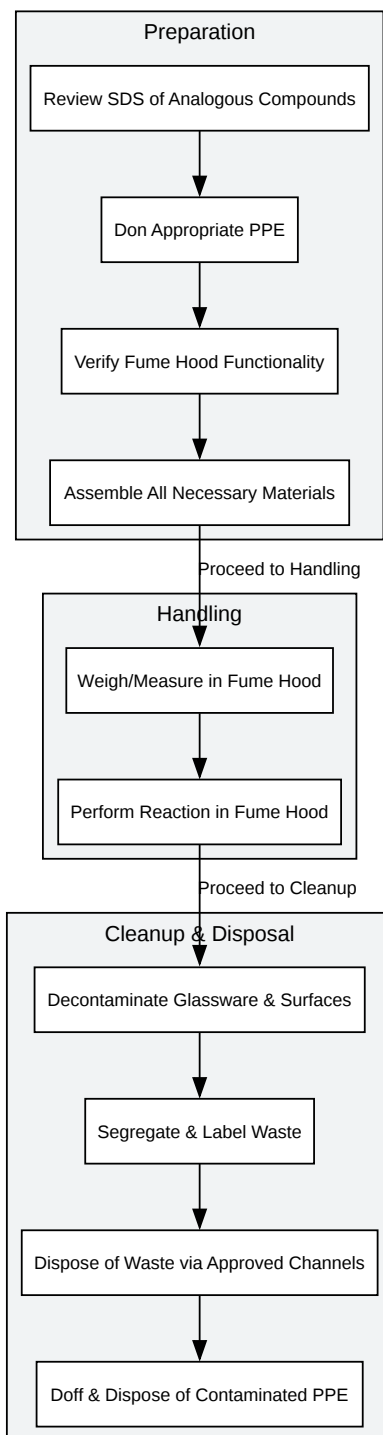 Preparation
Review SDS of Analogous Compounds
Don Appropriate PPE
Verify Fume Hood Functionality
Assemble All Necessary Materials
Proceed to Handling
Handling
Weigh/Measure in Fume Hood
Perform Reaction in Fume Hood
Proceed to Cleanup
Cleanup & Disposal
Decontaminate Glassware & Surfaces
Segregate & Label Waste
Dispose of Waste via Approved Channels
Doff & Dispose of Contaminated PPE